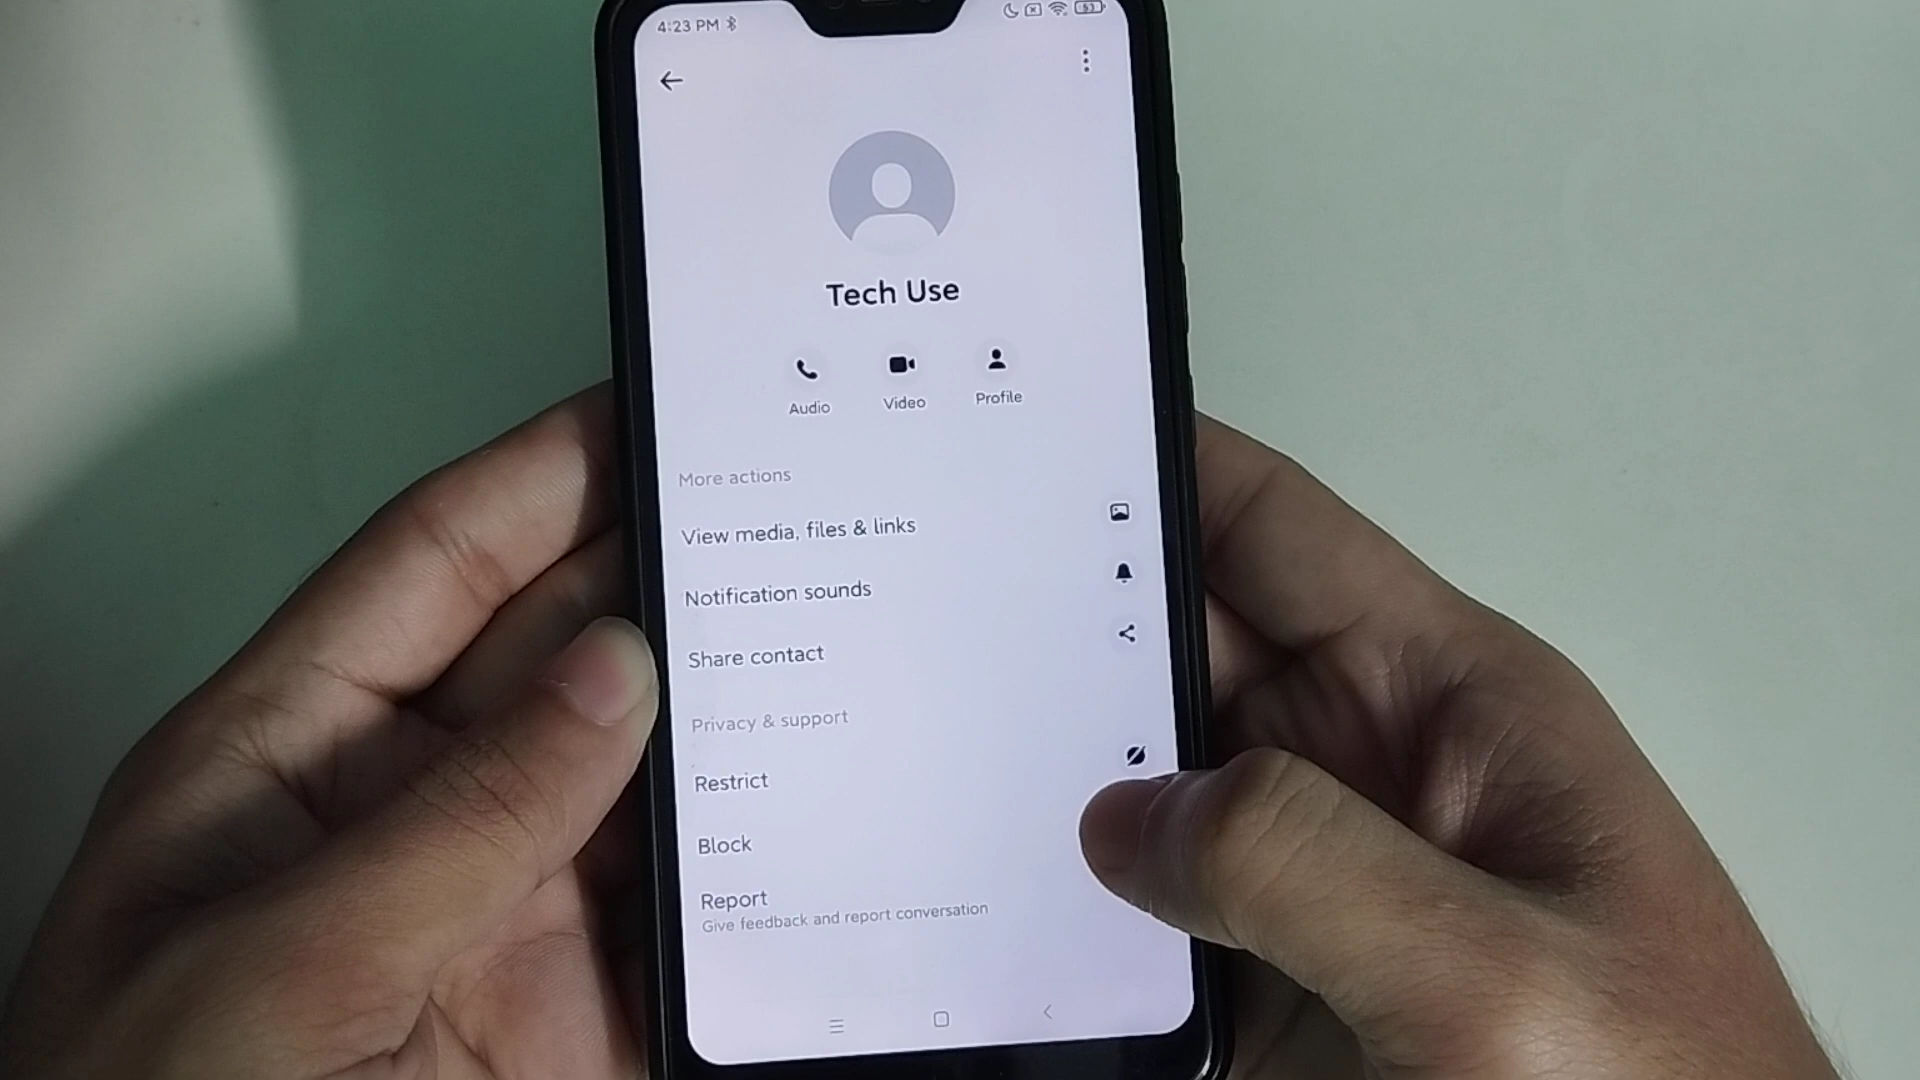 4:23 PM
53
Tech Use
Audio
Video
Profile
More actions
View media, files & links
Notification sounds
Share contact
Privacy & support
Restrict
Block
Report
Give feedback and report conversation